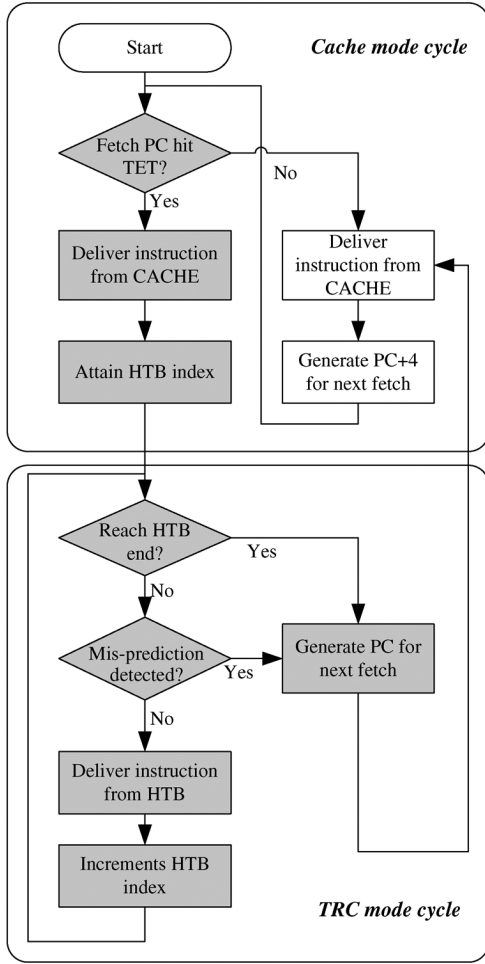 Start
Cache mode cycle
Fetch PC hit
TET?
No
Yes
Deliver instruction
from CACHE
Deliver
instruction from
CACHE
Attain HTB index
Generate PC+4
for next fetch
Reach HTB
end?
Yes
No
Mis-prediction
detected?
Yes
Generate PC for
next fetch
No
Deliver instruction
from HTB
Increments HTB
index
TRC mode cycle